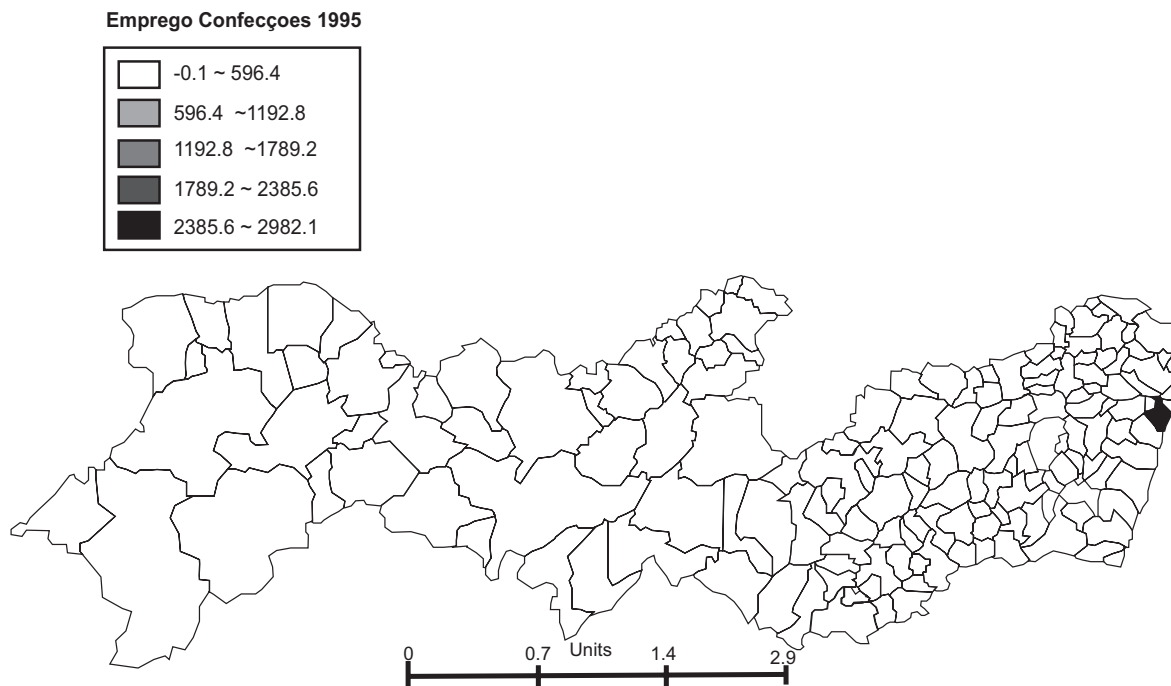 Emprego Confecçoes 1995
-0.1 ~ 596.4
596.4 ~1192.8
1192.8 ~1789.2
1789.2 ~ 2385.6
2385.6 ~ 2982.1
0 0.7 Units 1.4 2.9